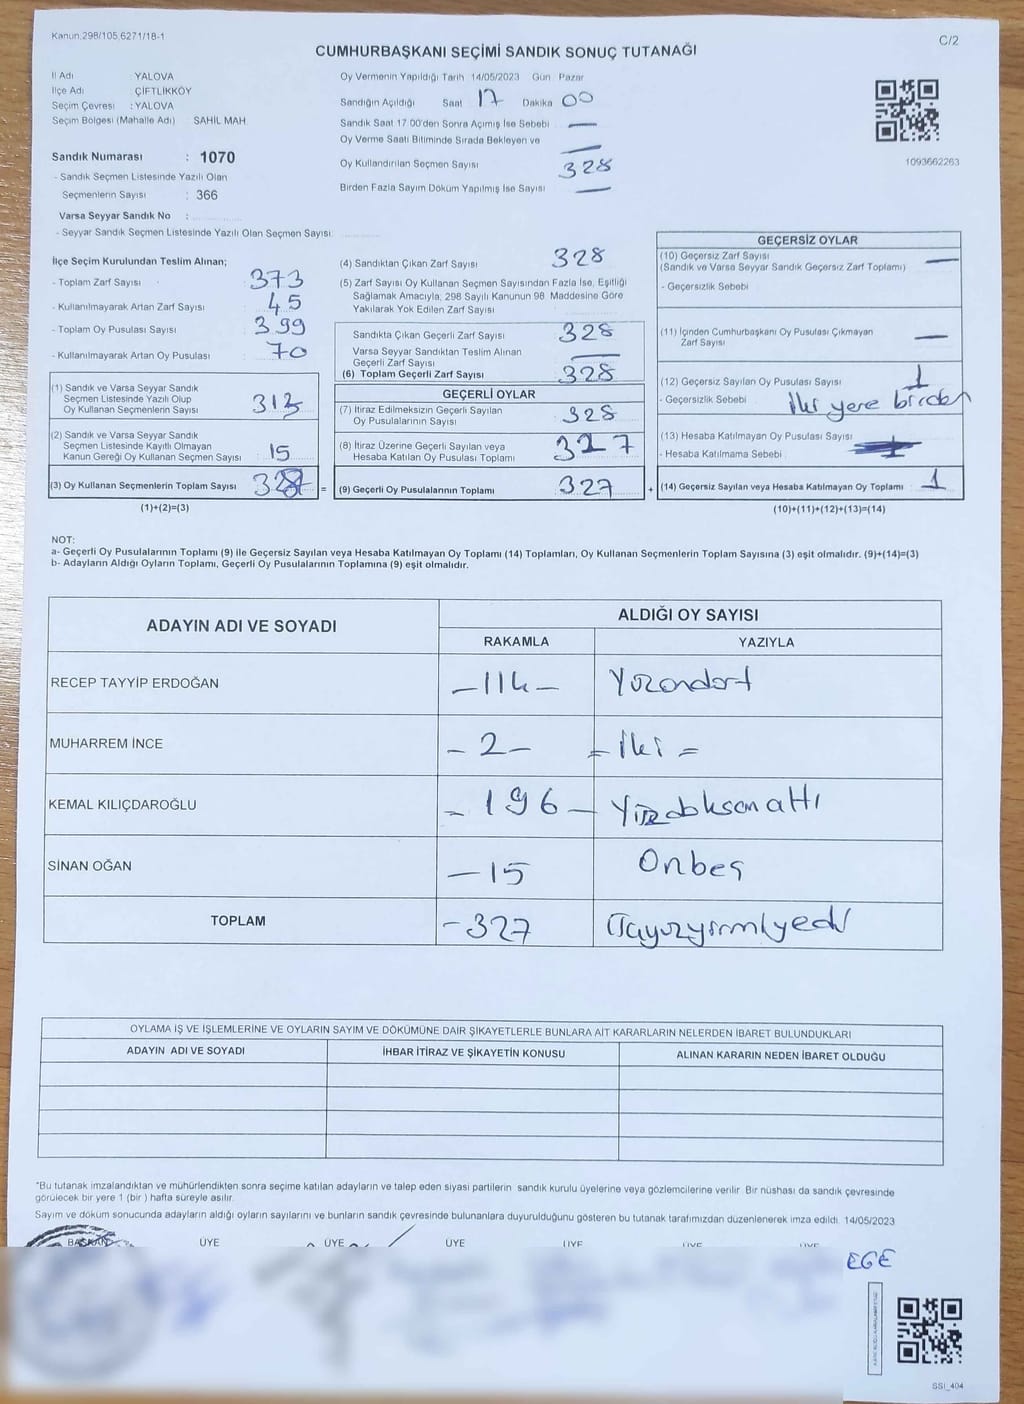 Kanun:298/105,6271/18-1
C/2
CUMHURBAŞKANI SEÇİMİ SANDIK SONUÇ TUTANAĞI
İl Adı : YALOVA
İlçe Adı : ÇİFTLİKKÖY
Seçim Çevresi : YALOVA
Seçim Bölgesi (Mahalle Adı) : SAHİL MAH.
Sandık Numarası : 1070
- Sandık Seçmen Listesinde Yazılı Olan
Seçmenlerin Sayısı : 366
Varsa Seyyar Sandık No :
- Seyyar Sandık Seçmen Listesinde Yazılı Olan Seçmen Sayısı:
Oy Vermenin Yapıldığı Tarih 14/05/2023 Gün Pazar
Sandığın Açıldığı Saat 17 Dakika 00
Sandık Saat 17.00'den Sonra Açılmış İse Sebebi —
Oy Verme Saati Bitiminde Sırada Bekleyen ve —
Oy Kullandırılan Seçmen Sayısı 328
Birden Fazla Sayım Döküm Yapılmış İse Sayısı —
1093662263
İlçe Seçim Kurulundan Teslim Alınan;
- Toplam Zarf Sayısı 373
- Kullanılmayarak Artan Zarf Sayısı 45
- Toplam Oy Pusulası Sayısı 399
- Kullanılmayarak Artan Oy Pusulası 70
(1) Sandık ve Varsa Seyyar Sandık
Seçmen Listesinde Yazılı Olup
Oy Kullanan Seçmenlerin Sayısı 313
(2) Sandık ve Varsa Seyyar Sandık
Seçmen Listesinde Kayıtlı Olmayan
Kanun Gereği Oy Kullanan Seçmen Sayısı 15
(3) Oy Kullanan Seçmenlerin Toplam Sayısı 328 =
(1)+(2)=(3)
(4) Sandıktan Çıkan Zarf Sayısı 328
(5) Zarf Sayısı Oy Kullanan Seçmen Sayısından Fazla İse, Eşitliği
Sağlamak Amacıyla, 298 Sayılı Kanunun 98. Maddesine Göre
Yakılarak Yok Edilen Zarf Sayısı
Sandıkta Çıkan Geçerli Zarf Sayısı 328
Varsa Seyyar Sandıktan Teslim Alınan
Geçerli Zarf Sayısı —
(6) Toplam Geçerli Zarf Sayısı 328
GEÇERLİ OYLAR
(7) İtiraz Edilmeksizin Geçerli Sayılan
Oy Pusulalarının Sayısı 328
(8) İtiraz Üzerine Geçerli Sayılan veya
Hesaba Katılan Oy Pusulası Toplamı 327
(9) Geçerli Oy Pusulalarının Toplamı 327 +
GEÇERSİZ OYLAR
(10) Geçersiz Zarf Sayısı —
(Sandık ve Varsa Seyyar Sandık Geçersiz Zarf Toplamı)
- Geçersizlik Sebebi
(11) İçinden Cumhurbaşkanı Oy Pusulası Çıkmayan
Zarf Sayısı —
(12) Geçersiz Sayılan Oy Pusulası Sayısı 1
- Geçersizlik Sebebi İki yere birden
(13) Hesaba Katılmayan Oy Pusulası Sayısı
- Hesaba Katılmama Sebebi
(14) Geçersiz Sayılan veya Hesaba Katılmayan Oy Toplamı 1
(10)+(11)+(12)+(13)=(14)
NOT:
a- Geçerli Oy Pusulalarının Toplamı (9) ile Geçersiz Sayılan veya Hesaba Katılmayan Oy Toplamı (14) Toplamları, Oy Kullanan Seçmenlerin Toplam Sayısına (3) eşit olmalıdır. (9)+(14)=(3)
b- Adayların Aldığı Oyların Toplamı, Geçerli Oy Pusulalarının Toplamına (9) eşit olmalıdır.
ADAYIN ADI VE SOYADI
ALDIĞI OY SAYISI
RAKAMLA YAZIYLA
RECEP TAYYİP ERDOĞAN –114– Yüzondört
MUHARREM İNCE –2– =İki=
KEMAL KILIÇDAROĞLU –196– Yüzdoksanaltı
SİNAN OĞAN –15 Onbeş
TOPLAM –327 Üçyüzyirmiyedi
OYLAMA İŞ VE İŞLEMLERİNE VE OYLARIN SAYIM VE DÖKÜMÜNE DAİR ŞİKAYETLERLE BUNLARA AİT KARARLARIN NELERDEN İBARET BULUNDUKLARI
ADAYIN ADI VE SOYADI İHBAR İTİRAZ VE ŞİKAYETİN KONUSU ALINAN KARARIN NEDEN İBARET OLDUĞU
*Bu tutanak imzalandıktan ve mühürlendikten sonra seçime katılan adayların ve talep eden siyasi partilerin sandık kurulu üyelerine veya gözlemcilerine verilir. Bir nüshası da sandık çevresinde
görülecek bir yere 1 (bir ) hafta süreyle asılır.
Sayım ve döküm sonucunda adayların aldığı oyların sayılarını ve bunların sandık çevresinde bulunanlara duyurulduğunu gösteren bu tutanak tarafımızdan düzenlenerek imza edildi. 14/05/2023
BAŞKAN ÜYE ÜYE ÜYE ÜYE ÜYE ÜYE
EGE
SSİ_404